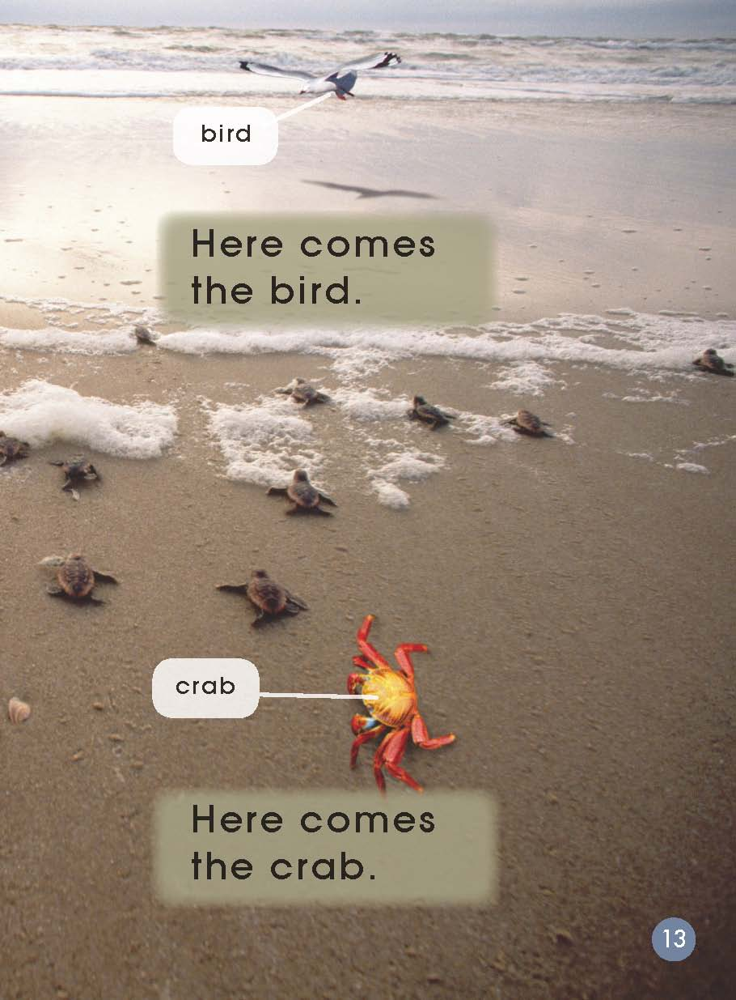 bird
Here comes
the bird.
crab
Here comes
the crab.
13